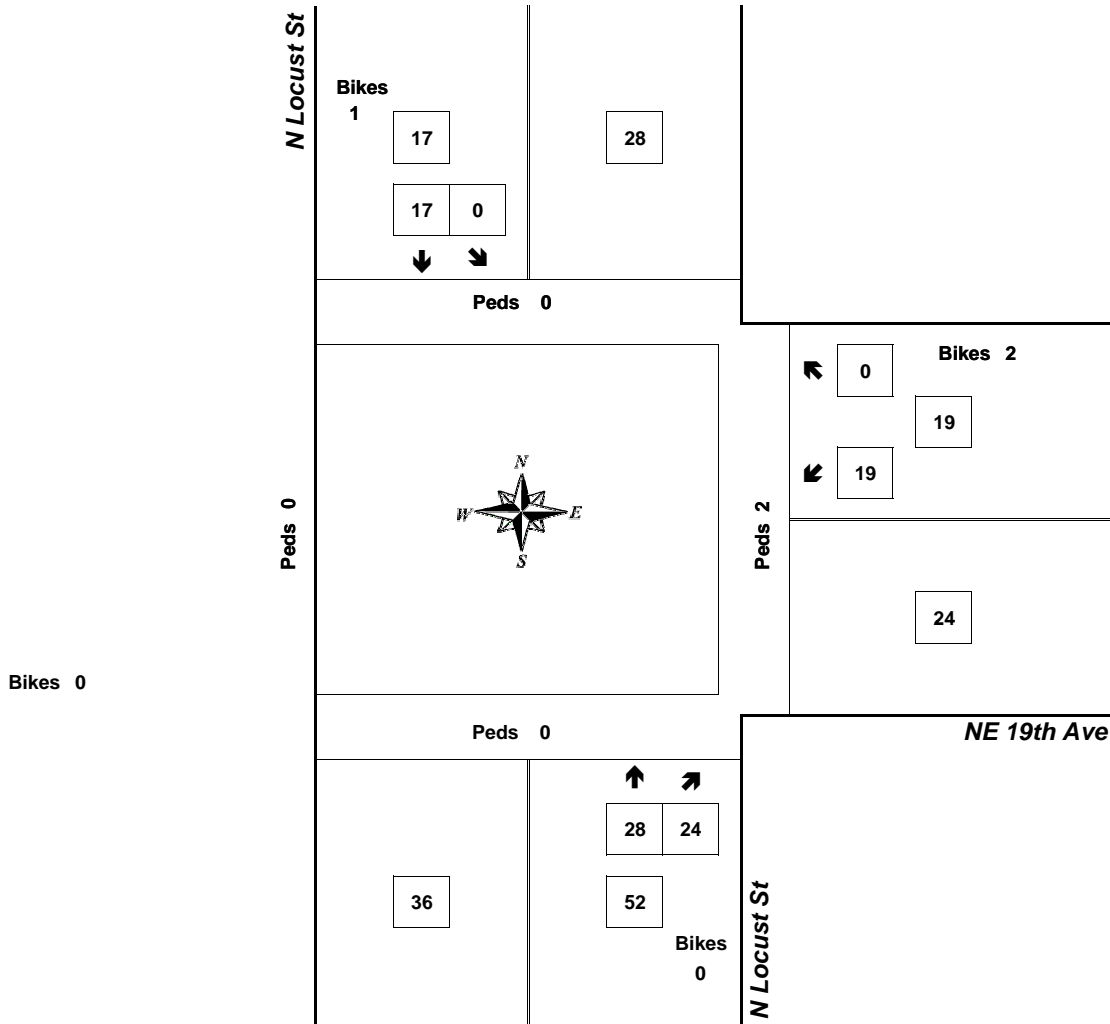 N Locust St
Bikes
1
17
28
17 0
Peds 0
0
Bikes 2
19
19
N
W E
S
Peds 0
Peds 2
24
Bikes 0
Peds 0
NE 19th Ave
28 24
36
52
Bikes
0
N Locust St